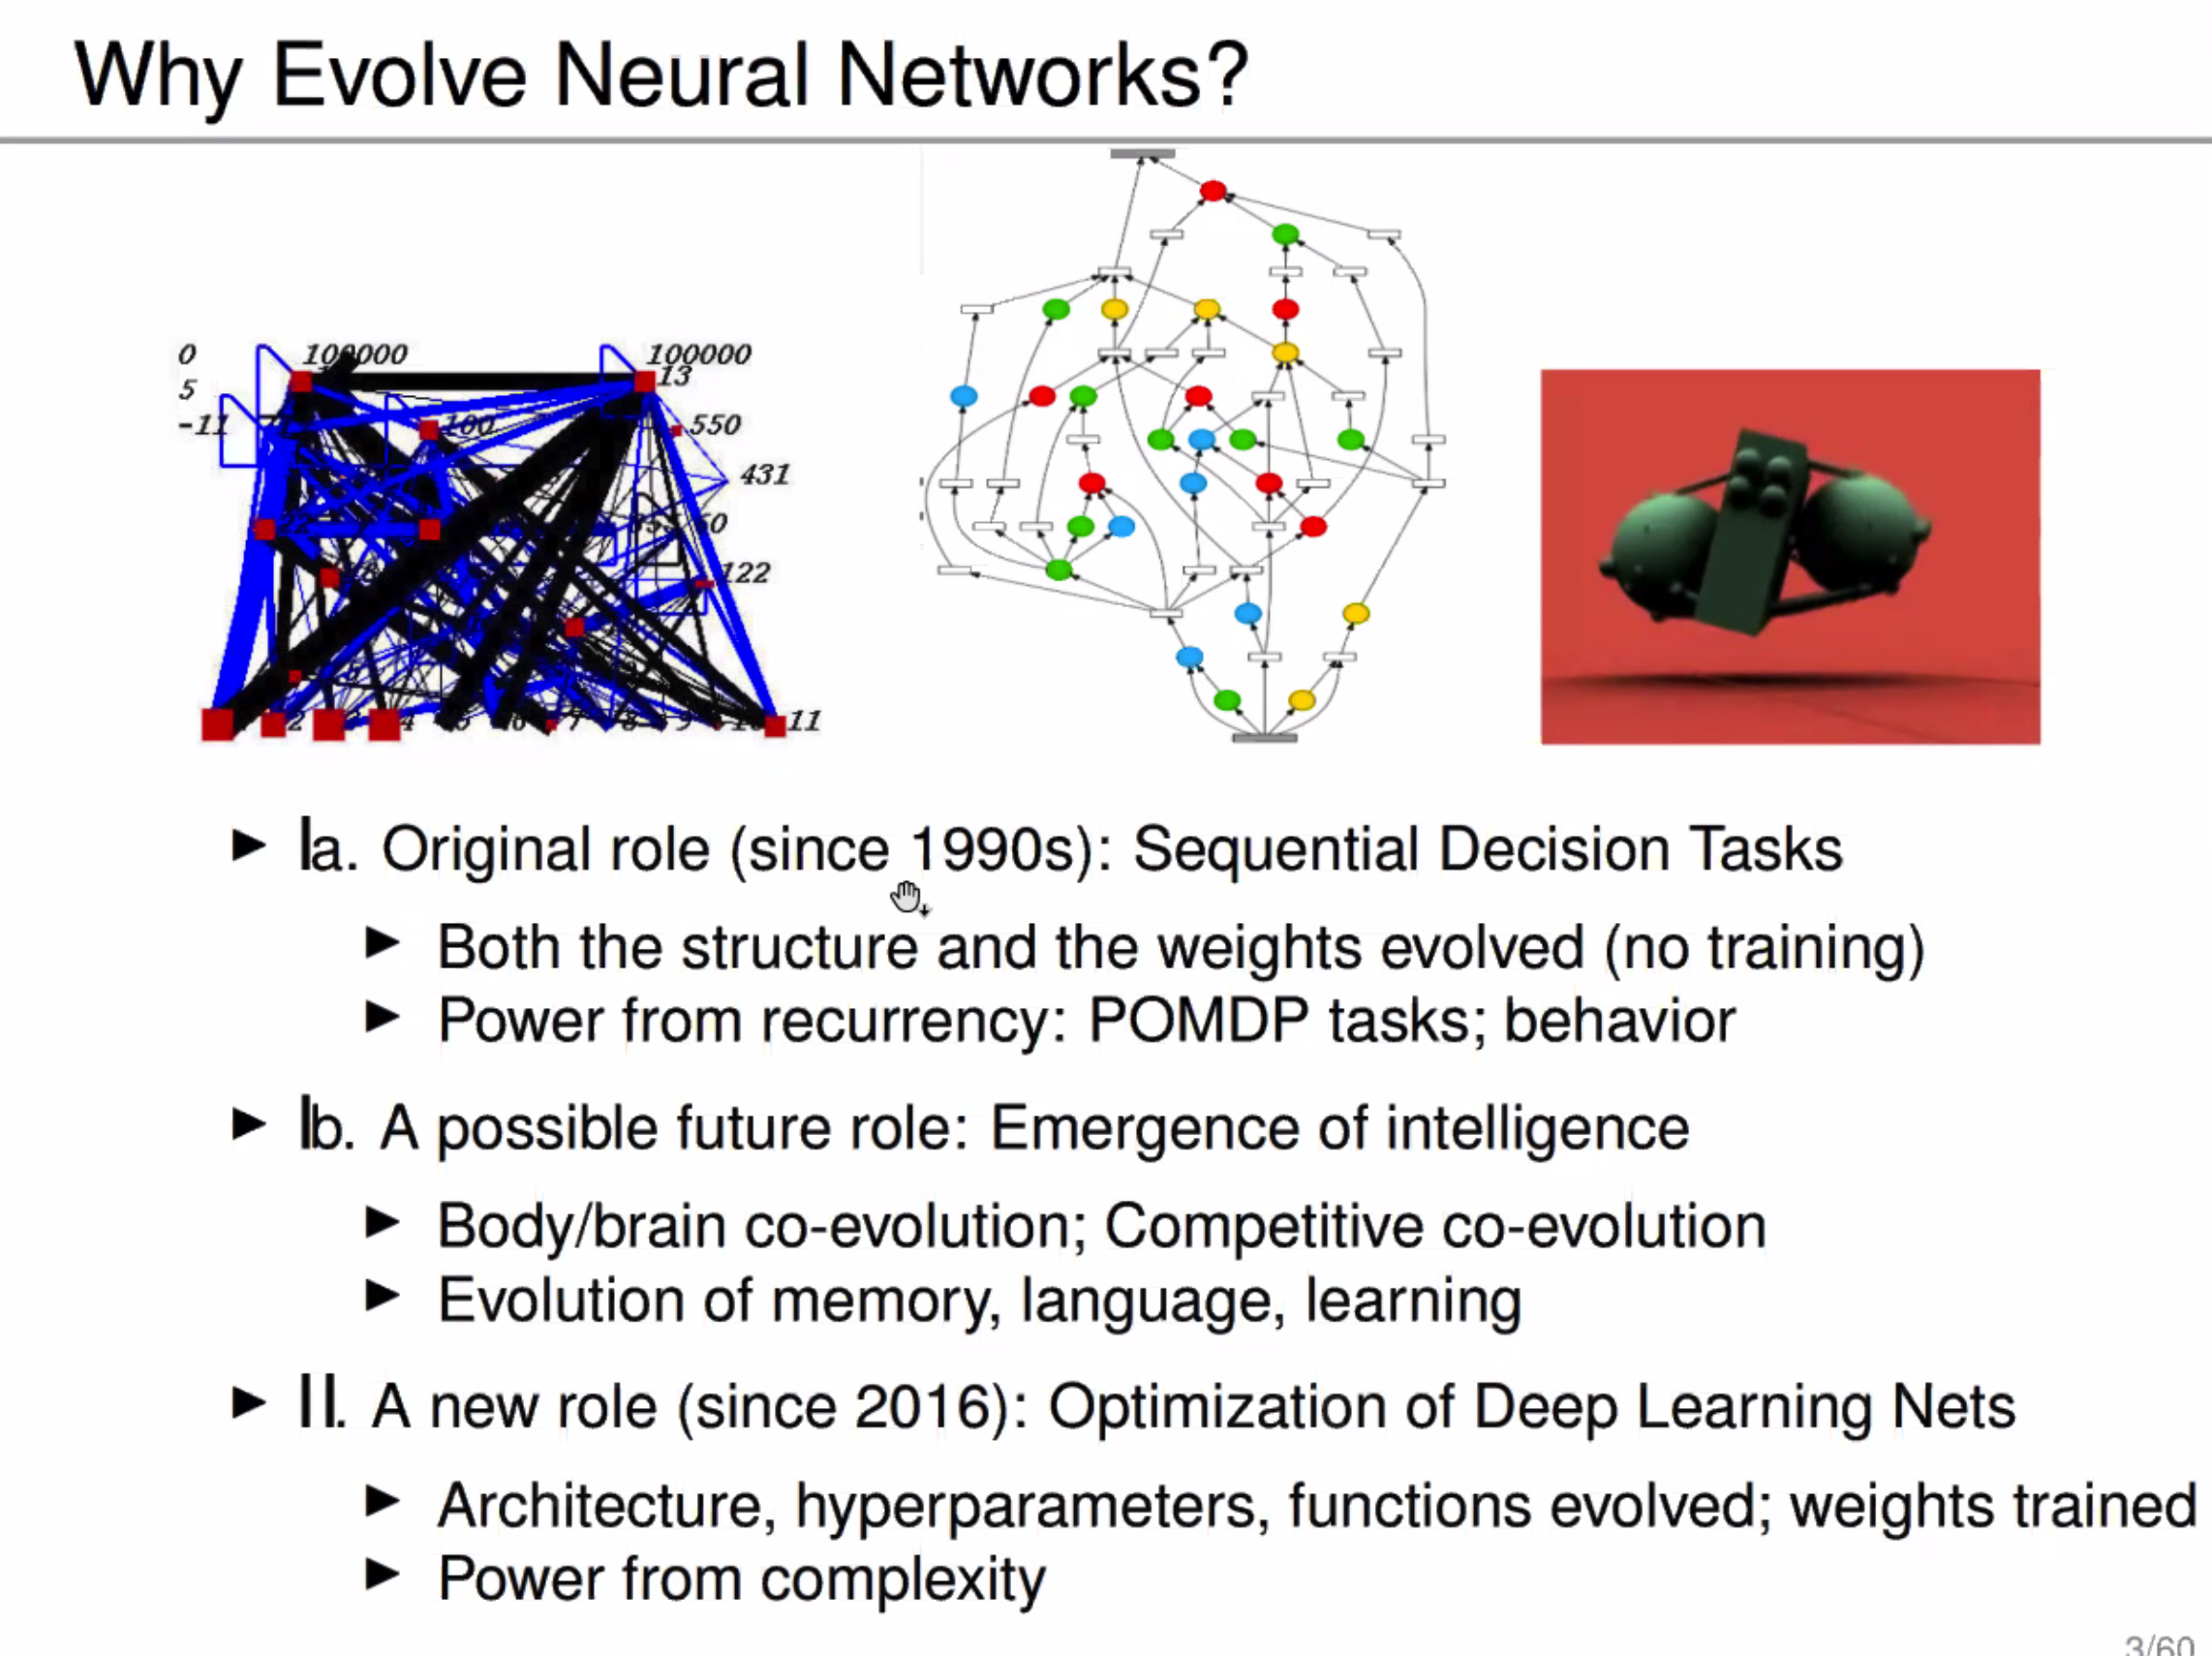 Why Evolve Neural Networks?
0
100000
100000
5
13
-11
100
550
431
122
2
4
7
9
11
► Ia. Original role (since 1990s): Sequential Decision Tasks
► Both the structure and the weights evolved (no training)
► Power from recurrency: POMDP tasks; behavior
► Ib. A possible future role: Emergence of intelligence
► Body/brain co-evolution; Competitive co-evolution
► Evolution of memory, language, learning
► II. A new role (since 2016): Optimization of Deep Learning Nets
► Architecture, hyperparameters, functions evolved; weights trained
► Power from complexity
3/60